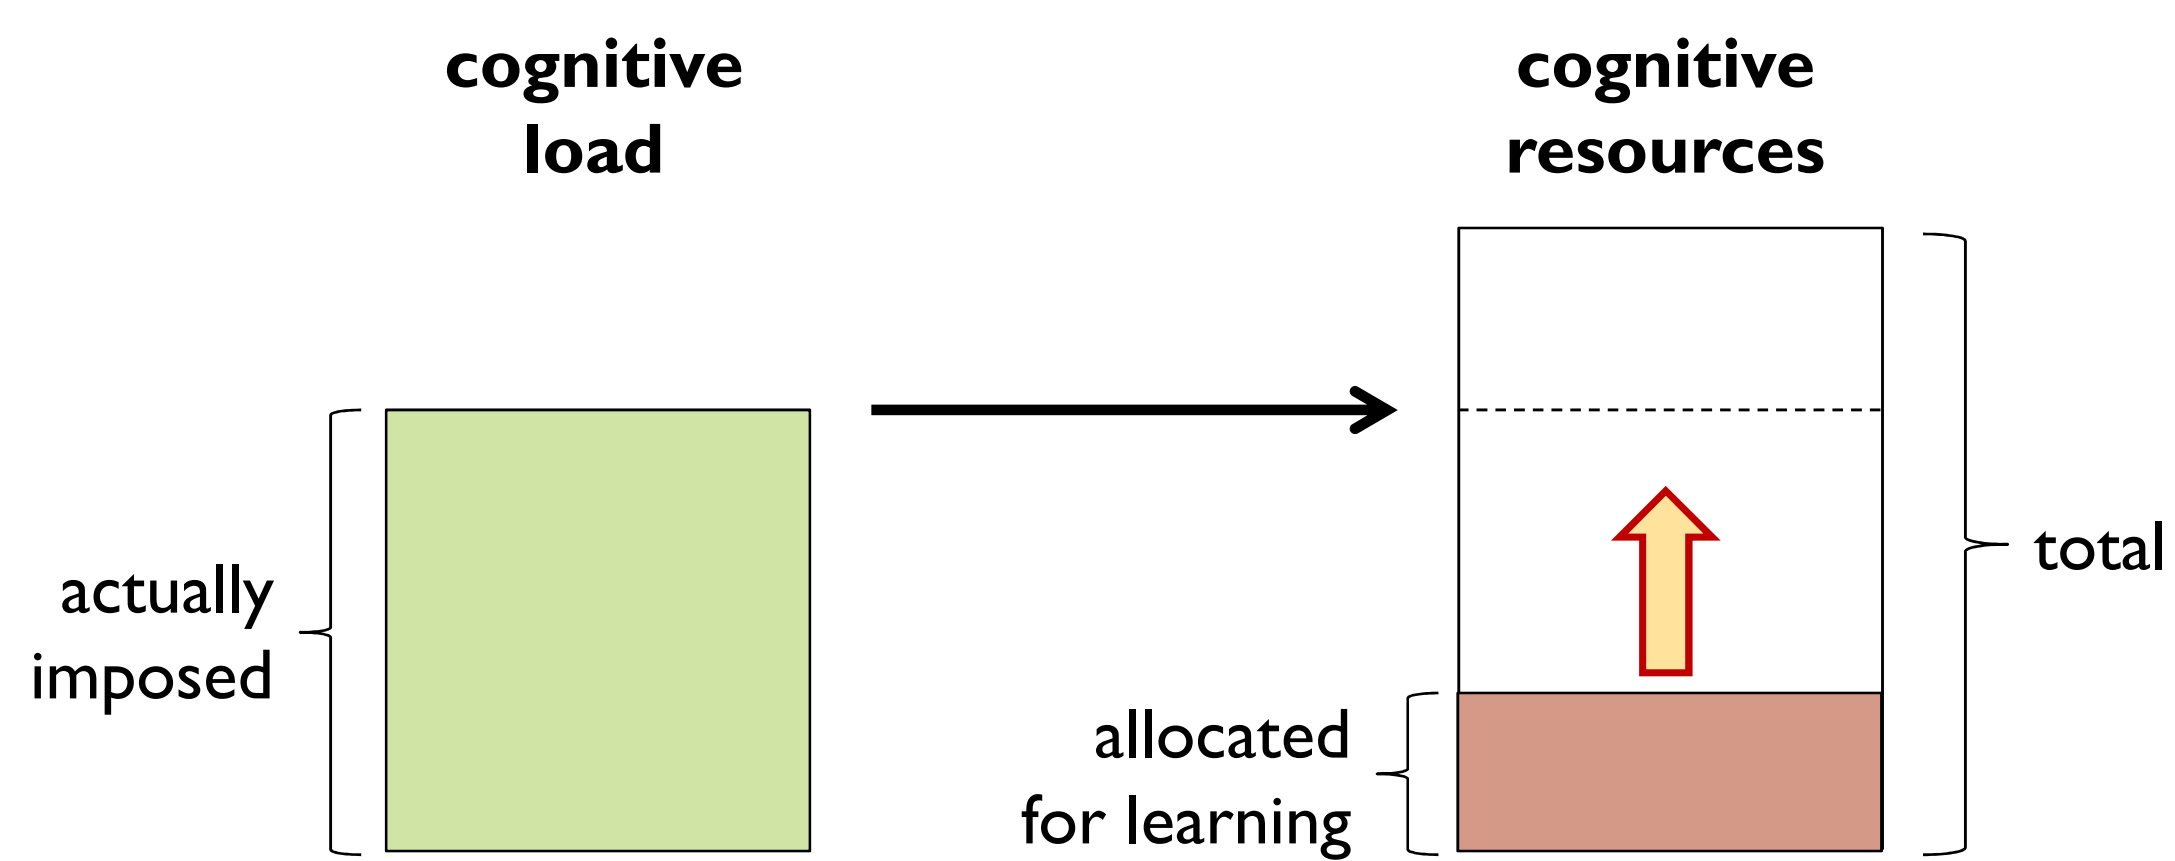 cognitive
load
cognitive
resources
actually
imposed
allocated
for learning
total